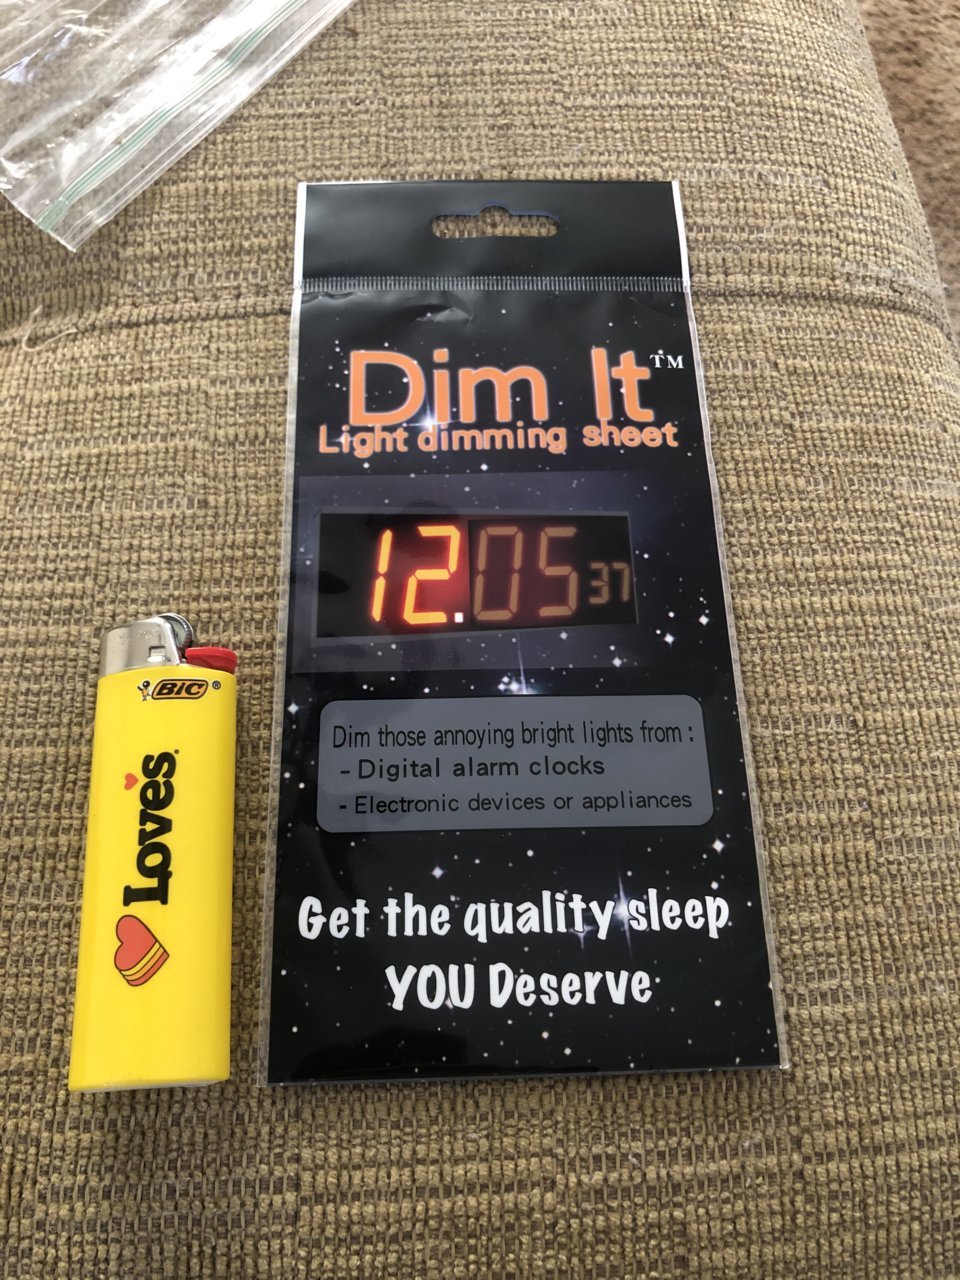 Dim It™
Light dimming sheet
12.05 37
Dim those annoying bright lights from :
- Digital alarm clocks
- Electronic devices or appliances
Get the quality sleep
YOU Deserve
BIC®
Loves